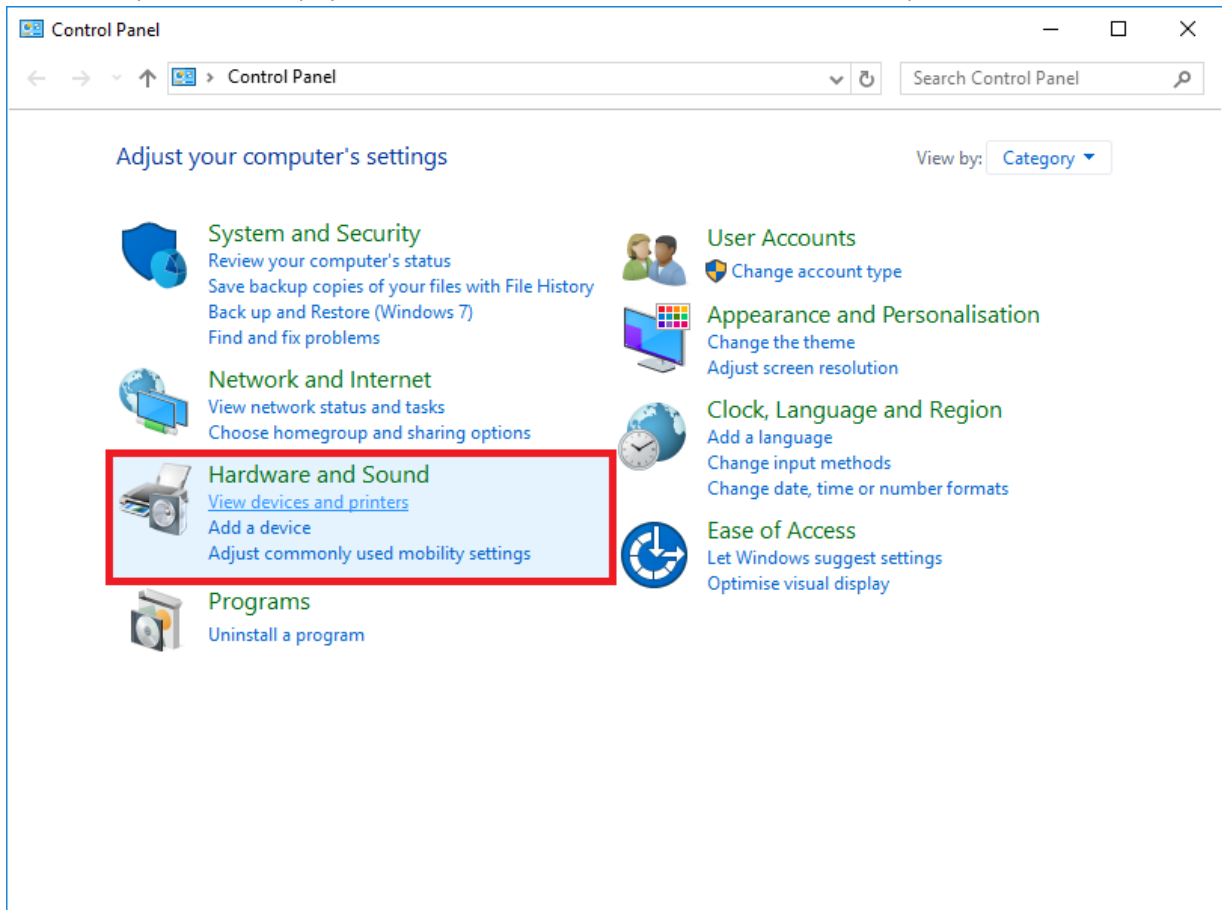 Control Panel
Control Panel
Search Control Panel
Adjust your computer's settings
View by: Category
System and Security
Review your computer's status
Save backup copies of your files with File History
Back up and Restore (Windows 7)
Find and fix problems
Network and Internet
View network status and tasks
Choose homegroup and sharing options
Hardware and Sound
View devices and printers
Add a device
Adjust commonly used mobility settings
Programs
Uninstall a program
User Accounts
Change account type
Appearance and Personalisation
Change the theme
Adjust screen resolution
Clock, Language and Region
Add a language
Change input methods
Change date, time or number formats
Ease of Access
Let Windows suggest settings
Optimise visual display